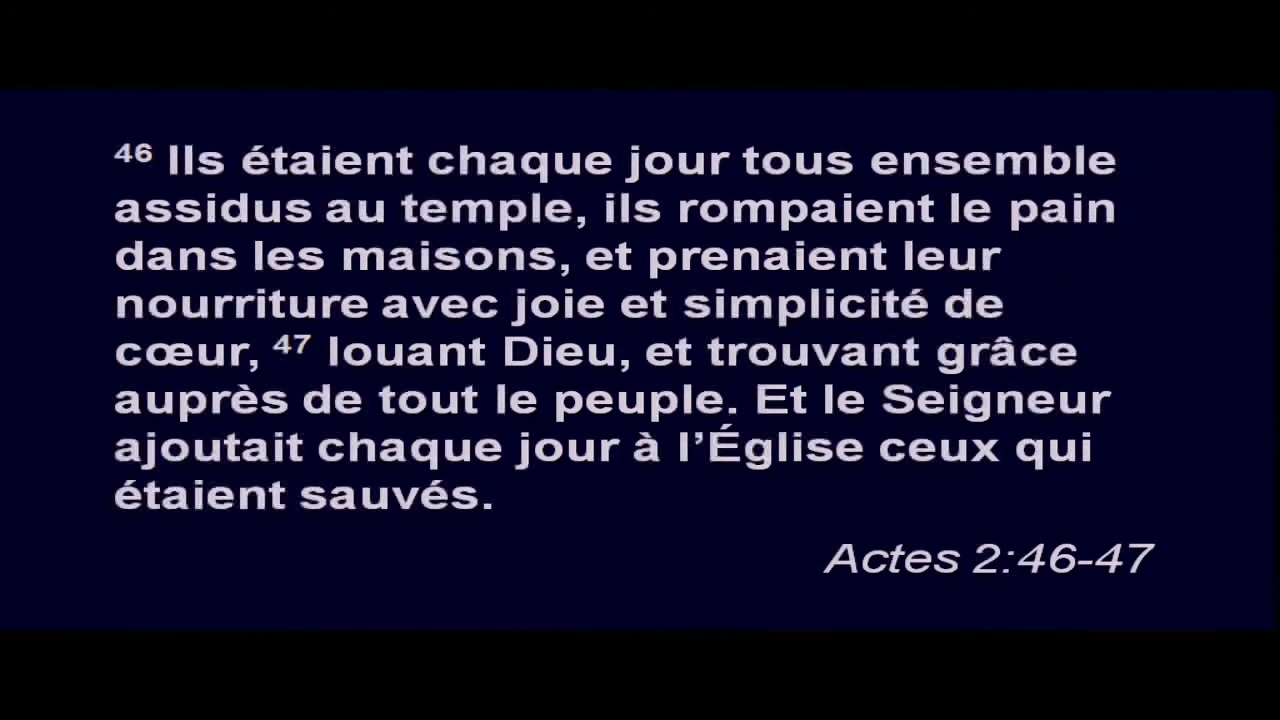 46 Ils étaient chaque jour tous ensemble
assidus au temple, ils rompaient le pain
dans les maisons, et prenaient leur
nourriture avec joie et simplicité de
cœur, 47 louant Dieu, et trouvant grâce
auprès de tout le peuple. Et le Seigneur
ajoutait chaque jour à l’Église ceux qui
étaient sauvés.
Actes 2:46-47